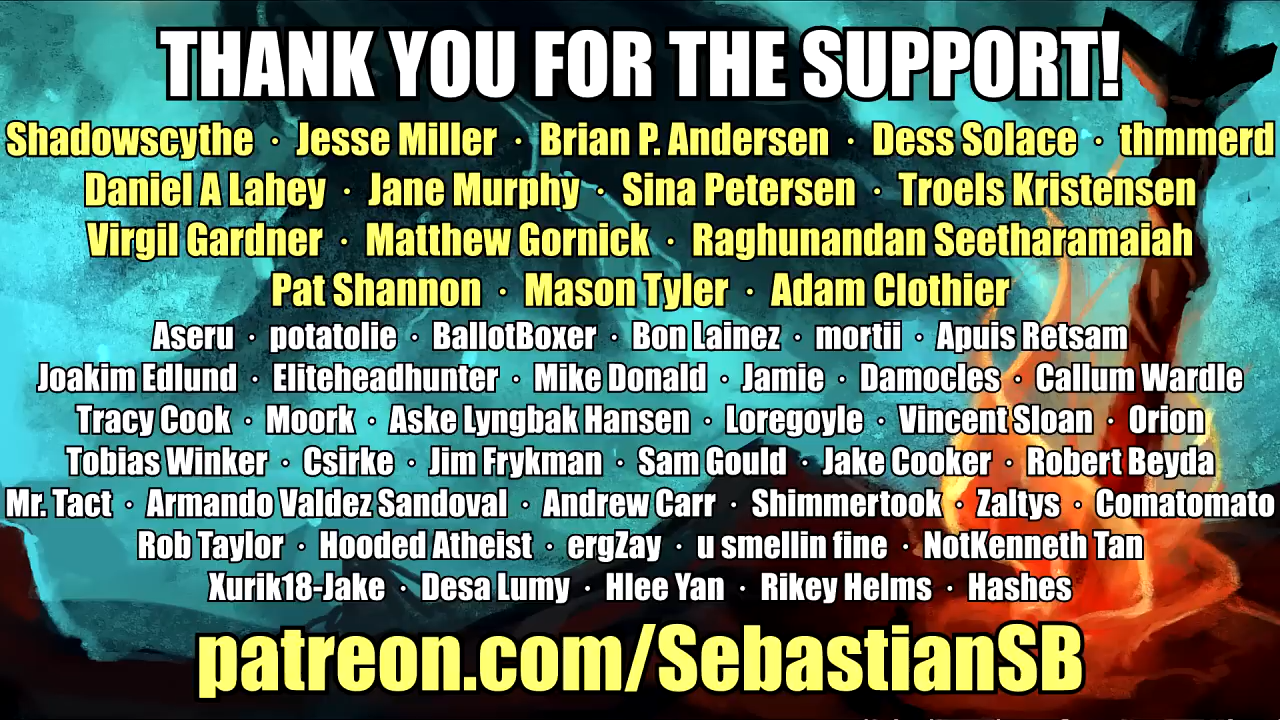 THANK YOU FOR THE SUPPORT!
Shadowscythe · Jesse Miller · Brian P. Andersen · Dess Solace · thmmerd
Daniel A Lahey · Jane Murphy · Sina Petersen · Troels Kristensen
Virgil Gardner · Matthew Gornick · Raghunandan Seetharamaiah
Pat Shannon · Mason Tyler · Adam Clothier
Aseru · potatolie · BallotBoxer · Bon Lainez · mortii · Apuis Retsam
Joakim Edlund · Eliteheadhunter · Mike Donald · Jamie · Damocles · Callum Wardle
Tracy Cook · Moork · Aske Lyngbak Hansen · Loregoyle · Vincent Sloan · Orion
Tobias Winker · Csirke · Jim Frykman · Sam Gould · Jake Cooker · Robert Beyda
Mr. Tact · Armando Valdez Sandoval · Andrew Carr · Shimmertook · Zaltys · Comatomato
Rob Taylor · Hooded Atheist · ergZay · u smellin fine · NotKenneth Tan
Xurik18-Jake · Desa Lumy · Hlee Yan · Rikey Helms · Hashes
patreon.com/SebastianSB